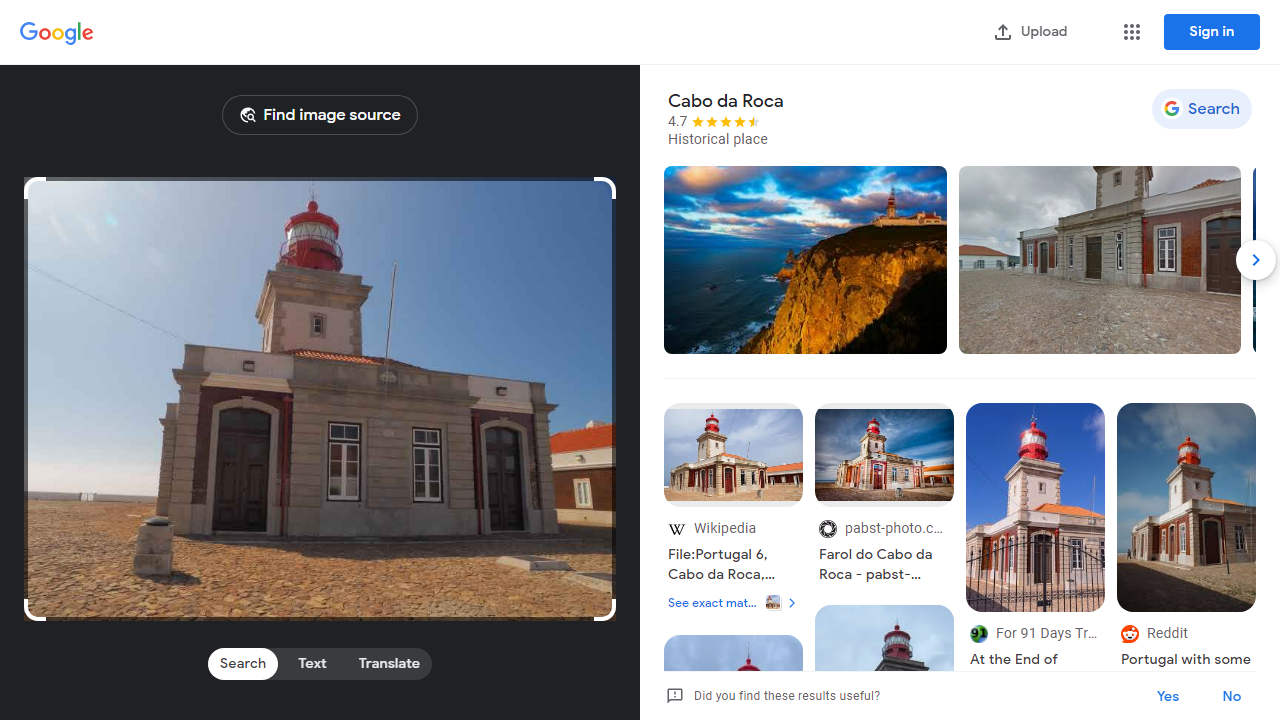 Google
Upload
Sign in
Find image source
Cabo da Roca
4.7
Historical place
Search
Wikipedia
File:Portugal 6,
Cabo da Roca,...
See exact mat...
pabst-photo.c...
Farol do Cabo da
Roca - pabst-...
91
For 91 Days Tr...
At the End of
Reddit
Portugal with some
Search
Text
Translate
Did you find these results useful?
Yes
No